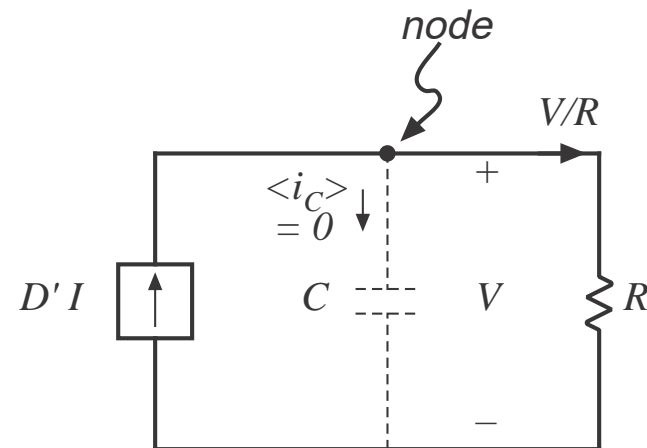 node
V/R
<i_C>
= 0
+
D' I
C
V
R
–